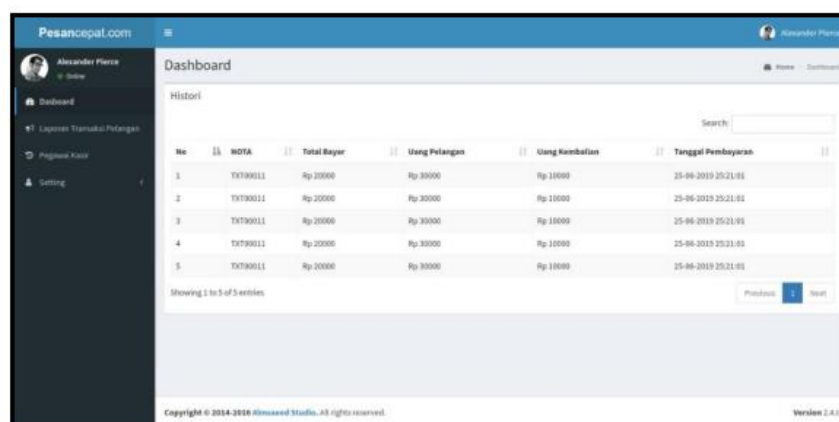 Pesancepat.com
Alexander Pierce
Alexander Pierce
Online
Dashboard
Home
Dasboard
Laporan Transaksi Pelangan
Pegawai Kasir
Setting
Histori
Search:
No NOTA Total Bayar Uang Pelangan Uang Kembalian Tanggal Pembayaran
1 TXT00011 Rp 20000 Rp 30000 Rp 10000 25-06-2019 25:21:01
2 TXT00011 Rp 20000 Rp 30000 Rp 10000 25-06-2019 25:21:01
3 TXT00011 Rp 20000 Rp 30000 Rp 10000 25-06-2019 25:21:01
4 TXT00011 Rp 20000 Rp 30000 Rp 10000 25-06-2019 25:21:01
5 TXT00011 Rp 20000 Rp 30000 Rp 10000 25-06-2019 25:21:01
Showing 1 to 5 of 5 entries
Previous 1 Next
Copyright © 2014-2016 Almsaeed Studio. All rights reserved.
Version 2.4.0